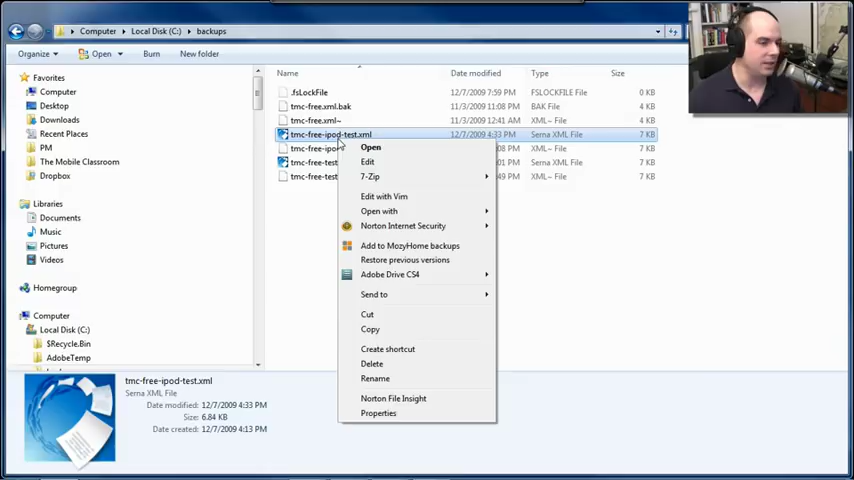 Computer ▸ Local Disk (C:) ▸ backups
Organize Open Burn New folder
Name Date modified Type Size
Favorites
Computer
Desktop
Downloads
Recent Places
PM
The Mobile Classroom
Dropbox
Libraries
Documents
Music
Pictures
Videos
Homegroup
Computer
Local Disk (C:)
$Recycle.Bin
AdobeTemp
.fsLockFile 12/7/2009 7:59 PM FSLOCKFILE File 0 KB
tmc-free.xml.bak 11/3/2009 11:08 PM BAK File 4 KB
tmc-free.xml~ 11/3/2009 12:41 AM XML~ File 4 KB
tmc-free-ipod-test.xml 12/7/2009 4:33 PM Serna XML File 7 KB
tmc-free-ipo :08 PM XML~ File 7 KB
tmc-free-test Serna XML File 7 KB
tmc-free-test :49 PM XML~ File 7 KB
Open
Edit
7-Zip
Edit with Vim
Open with
Norton Internet Security
Add to MozyHome backups
Restore previous versions
Adobe Drive CS4
Send to
Cut
Copy
Create shortcut
Delete
Rename
Norton File Insight
Properties
tmc-free-ipod-test.xml
Serna XML File
Date modified: 12/7/2009 4:33 PM
Size: 6.84 KB
Date created: 12/7/2009 4:13 PM